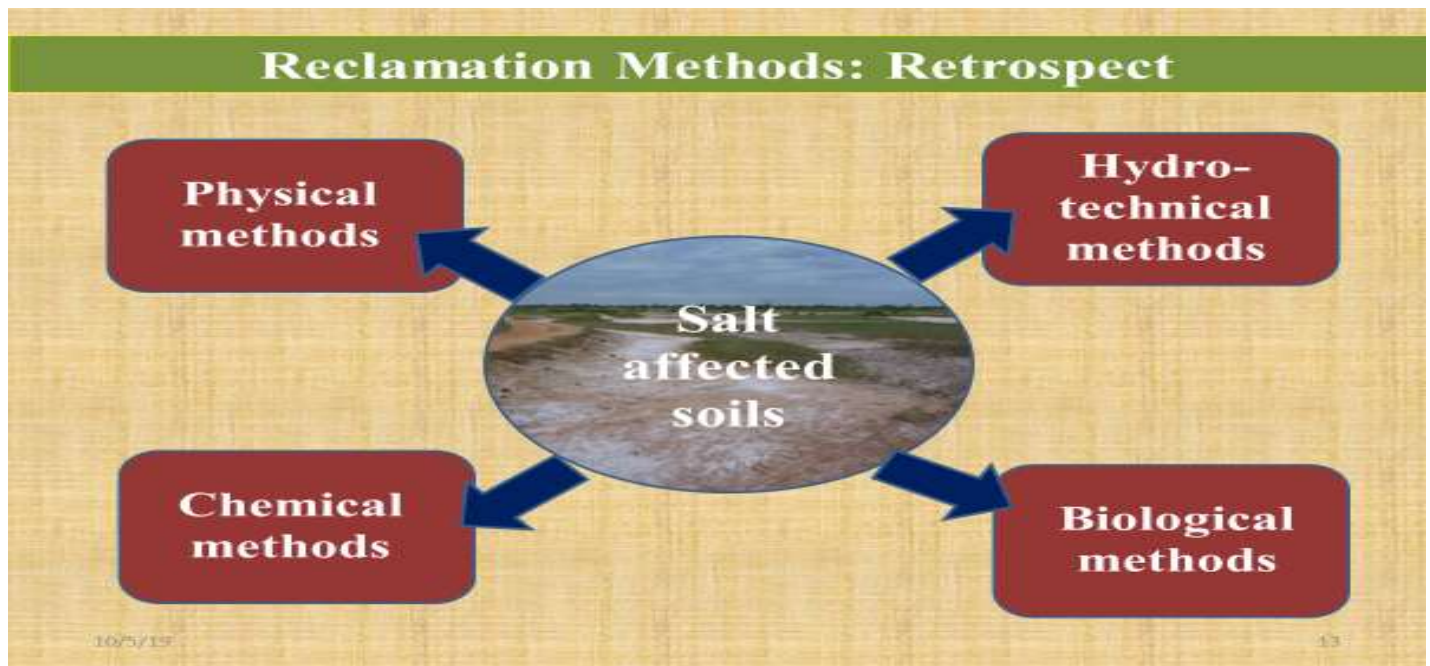 Reclamation Methods: Retrospect
Physical
methods
Hydro-
technical
methods
Salt
affected
soils
Chemical
methods
Biological
methods
10/5/19
13